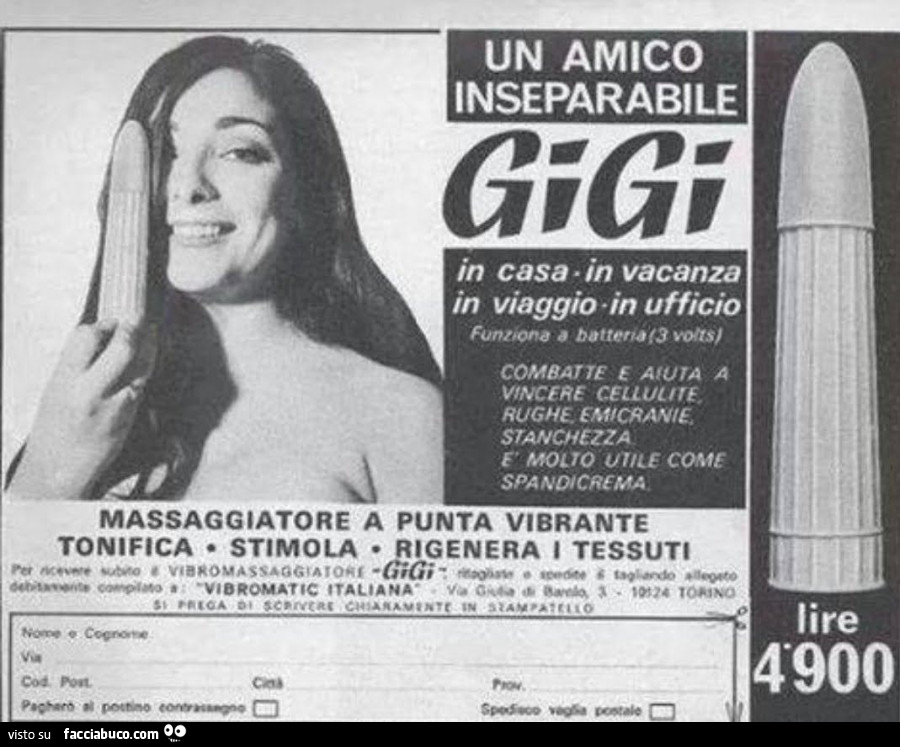 UN AMICO
INSEPARABILE
GiGi
in casa · in vacanza
in viaggio · in ufficio
Funziona a batteria (3 volts)
COMBATTE E AIUTA A
VINCERE CELLULITE,
RUGHE, EMICRANIE,
STANCHEZZA.
E' MOLTO UTILE COME
SPANDICREMA.
MASSAGGIATORE A PUNTA VIBRANTE
TONIFICA • STIMOLA • RIGENERA I TESSUTI
Per ricevere subito il VIBROMASSAGGIATORE "GiGi", ritagliate e spedite il tagliando allegato
debitamente compilato a: "VIBROMATIC ITALIANA" - Via Giulia di Barolo, 3 - 10124 TORINO
SI PREGA DI SCRIVERE CHIARAMENTE IN STAMPATELLO
Nome e Cognome
Via
Cod. Post. Città Prov.
Pagherò al postino contrassegno Spedisco vaglia postale
lire
4.900
visto su facciabuco.com